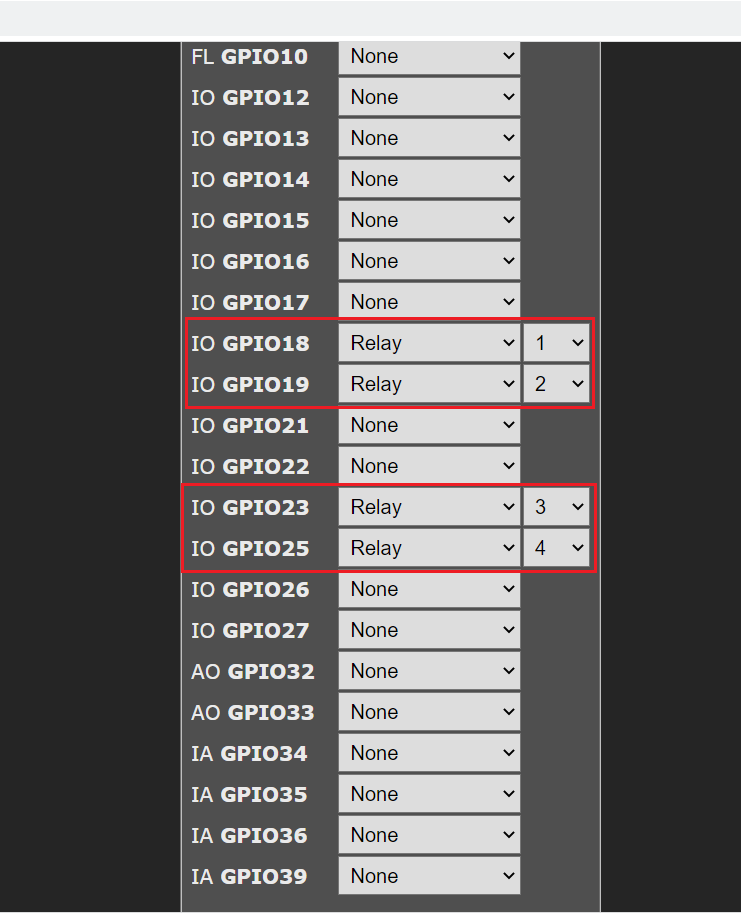 FL GPIO10 None
IO GPIO12 None
IO GPIO13 None
IO GPIO14 None
IO GPIO15 None
IO GPIO16 None
IO GPIO17 None
IO GPIO18 Relay 1
IO GPIO19 Relay 2
IO GPIO21 None
IO GPIO22 None
IO GPIO23 Relay 3
IO GPIO25 Relay 4
IO GPIO26 None
IO GPIO27 None
AO GPIO32 None
AO GPIO33 None
IA GPIO34 None
IA GPIO35 None
IA GPIO36 None
IA GPIO39 None